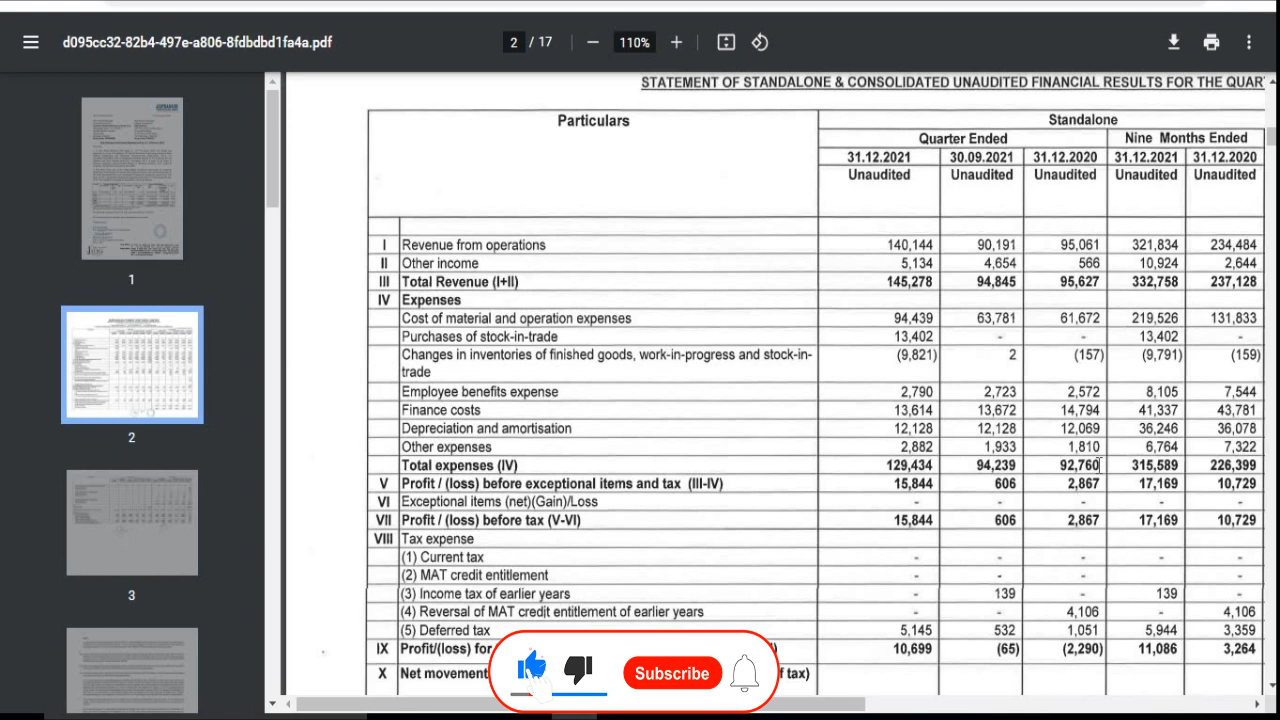 d095cc32-82b4-497e-a806-8fdbdbd1fa4a.pdf 2 / 17 110%
STATEMENT OF STANDALONE & CONSOLIDATED UNAUDITED FINANCIAL RESULTS FOR THE QUAR
Particulars Standalone
Quarter Ended Nine Months Ended
31.12.2021 30.09.2021 31.12.2020 31.12.2021 31.12.2020
Unaudited Unaudited Unaudited Unaudited Unaudited
I Revenue from operations 140,144 90,191 95,061 321,834 234,484
II Other income 5,134 4,654 566 10,924 2,644
III Total Revenue (I+II) 145,278 94,845 95,627 332,758 237,128
IV Expenses
Cost of material and operation expenses 94,439 63,781 61,672 219,526 131,833
Purchases of stock-in-trade 13,402 - - 13,402 -
Changes in inventories of finished goods, work-in-progress and stock-in- (9,821) 2 (157) (9,791) (159)
trade
Employee benefits expense 2,790 2,723 2,572 8,105 7,544
Finance costs 13,614 13,672 14,794 41,337 43,781
Depreciation and amortisation 12,128 12,128 12,069 36,246 36,078
Other expenses 2,882 1,933 1,810 6,764 7,322
Total expenses (IV) 129,434 94,239 92,760 315,589 226,399
V Profit / (loss) before exceptional items and tax (III-IV) 15,844 606 2,867 17,169 10,729
VI Exceptional items (net)(Gain)/Loss - - - - -
VII Profit / (loss) before tax (V-VI) 15,844 606 2,867 17,169 10,729
VIII Tax expense
(1) Current tax - - - - -
(2) MAT credit entitlement - - - - -
(3) Income tax of earlier years - 139 - 139 -
(4) Reversal of MAT credit entitlement of earlier years - - 4,106 - 4,106
(5) Deferred tax 5,145 532 1,051 5,944 3,359
IX Profit/(loss) for 10,699 (65) (2,290) 11,086 3,264
X Net movement f tax)
Subscribe
1
2
3